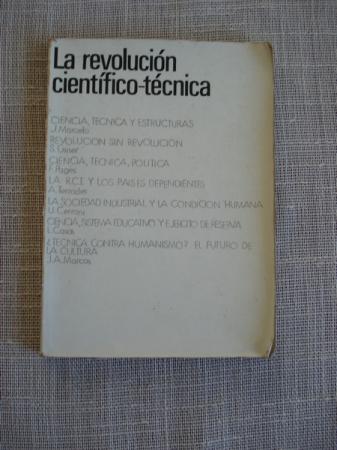 La revolución
científico-técnica
CIENCIA, TECNICA Y ESTRUCTURAS
J. Marcelo
REVOLUCION SIN REVOLUCION
CIENCIA, TECNICA, POLITICA
P. Pages
LA R.C.T. Y LOS PAISES DEPENDIENTES
A. Terrades
LA SOCIEDAD INDUSTRIAL Y LA CONDICION HUMANA
U. Cerroni
CIENCIA, SISTEMA EDUCATIVO Y EJERCITO DE RESERVA
I. Casals
¿TECNICA CONTRA HUMANISMO? EL FUTURO DE
LA CULTURA
J.A. Marcos